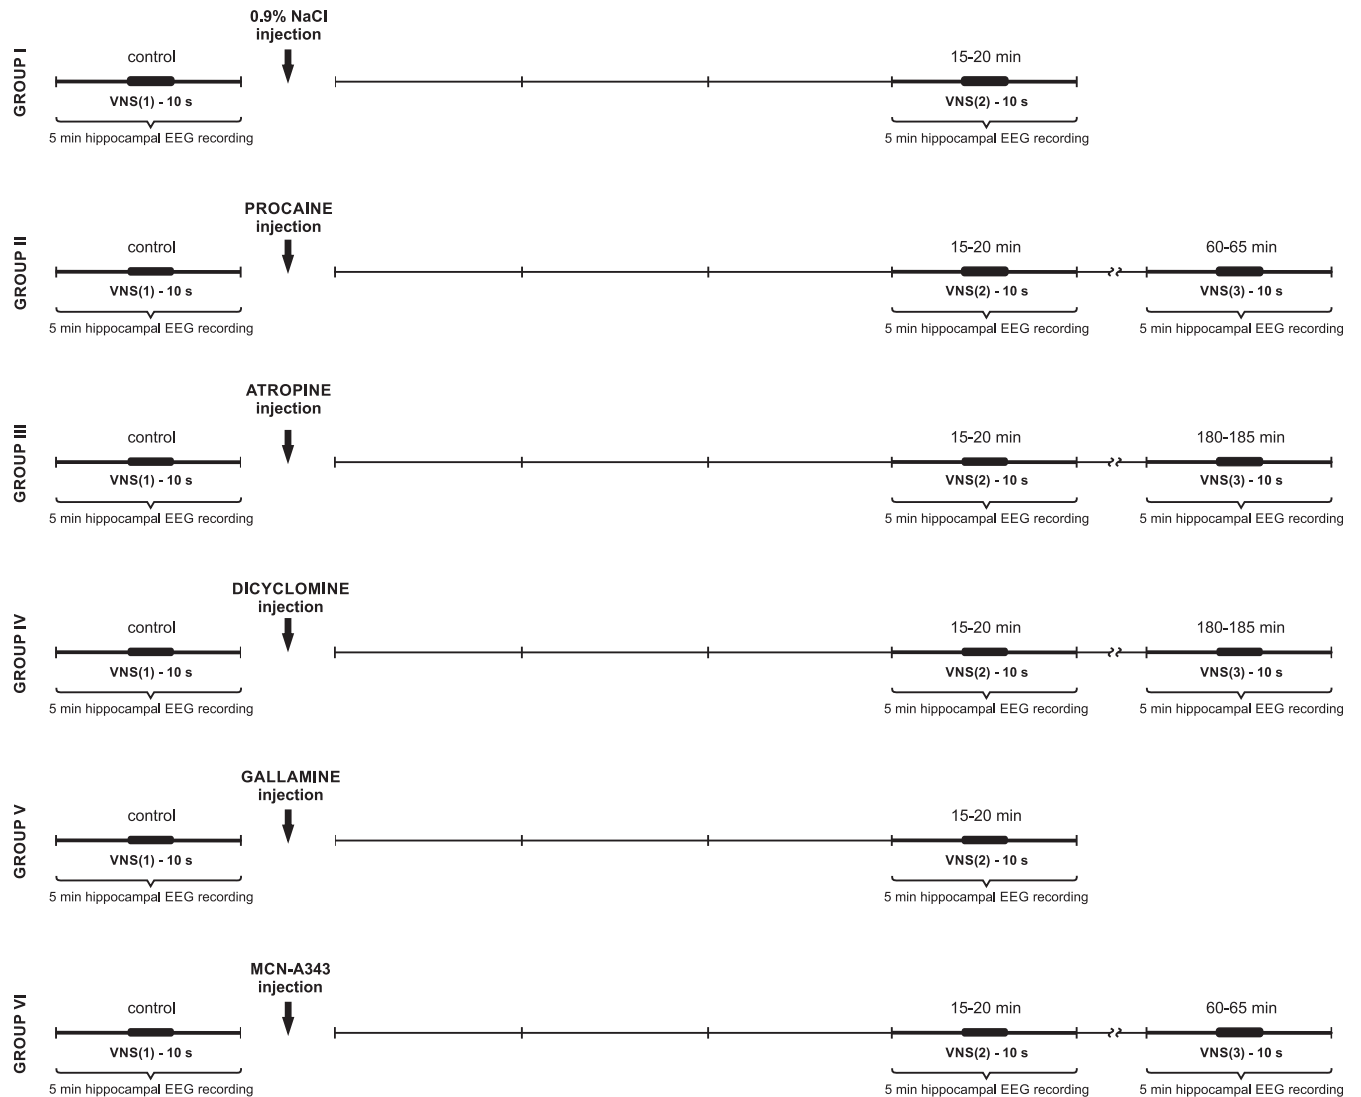 GROUP I
0.9% NaCl
injection
control
15-20 min
VNS(1) - 10 s
VNS(2) - 10 s
5 min hippocampal EEG recording
5 min hippocampal EEG recording
GROUP II
PROCAINE
injection
control
15-20 min
60-65 min
VNS(1) - 10 s
VNS(2) - 10 s
VNS(3) - 10 s
5 min hippocampal EEG recording
5 min hippocampal EEG recording
5 min hippocampal EEG recording
GROUP III
ATROPINE
injection
control
15-20 min
180-185 min
VNS(1) - 10 s
VNS(2) - 10 s
VNS(3) - 10 s
5 min hippocampal EEG recording
5 min hippocampal EEG recording
5 min hippocampal EEG recording
GROUP IV
DICYCLOMINE
injection
control
15-20 min
180-185 min
VNS(1) - 10 s
VNS(2) - 10 s
VNS(3) - 10 s
5 min hippocampal EEG recording
5 min hippocampal EEG recording
5 min hippocampal EEG recording
GROUP V
GALLAMINE
injection
control
15-20 min
VNS(1) - 10 s
VNS(2) - 10 s
5 min hippocampal EEG recording
5 min hippocampal EEG recording
GROUP VI
MCN-A343
injection
control
15-20 min
60-65 min
VNS(1) - 10 s
VNS(2) - 10 s
VNS(3) - 10 s
5 min hippocampal EEG recording
5 min hippocampal EEG recording
5 min hippocampal EEG recording